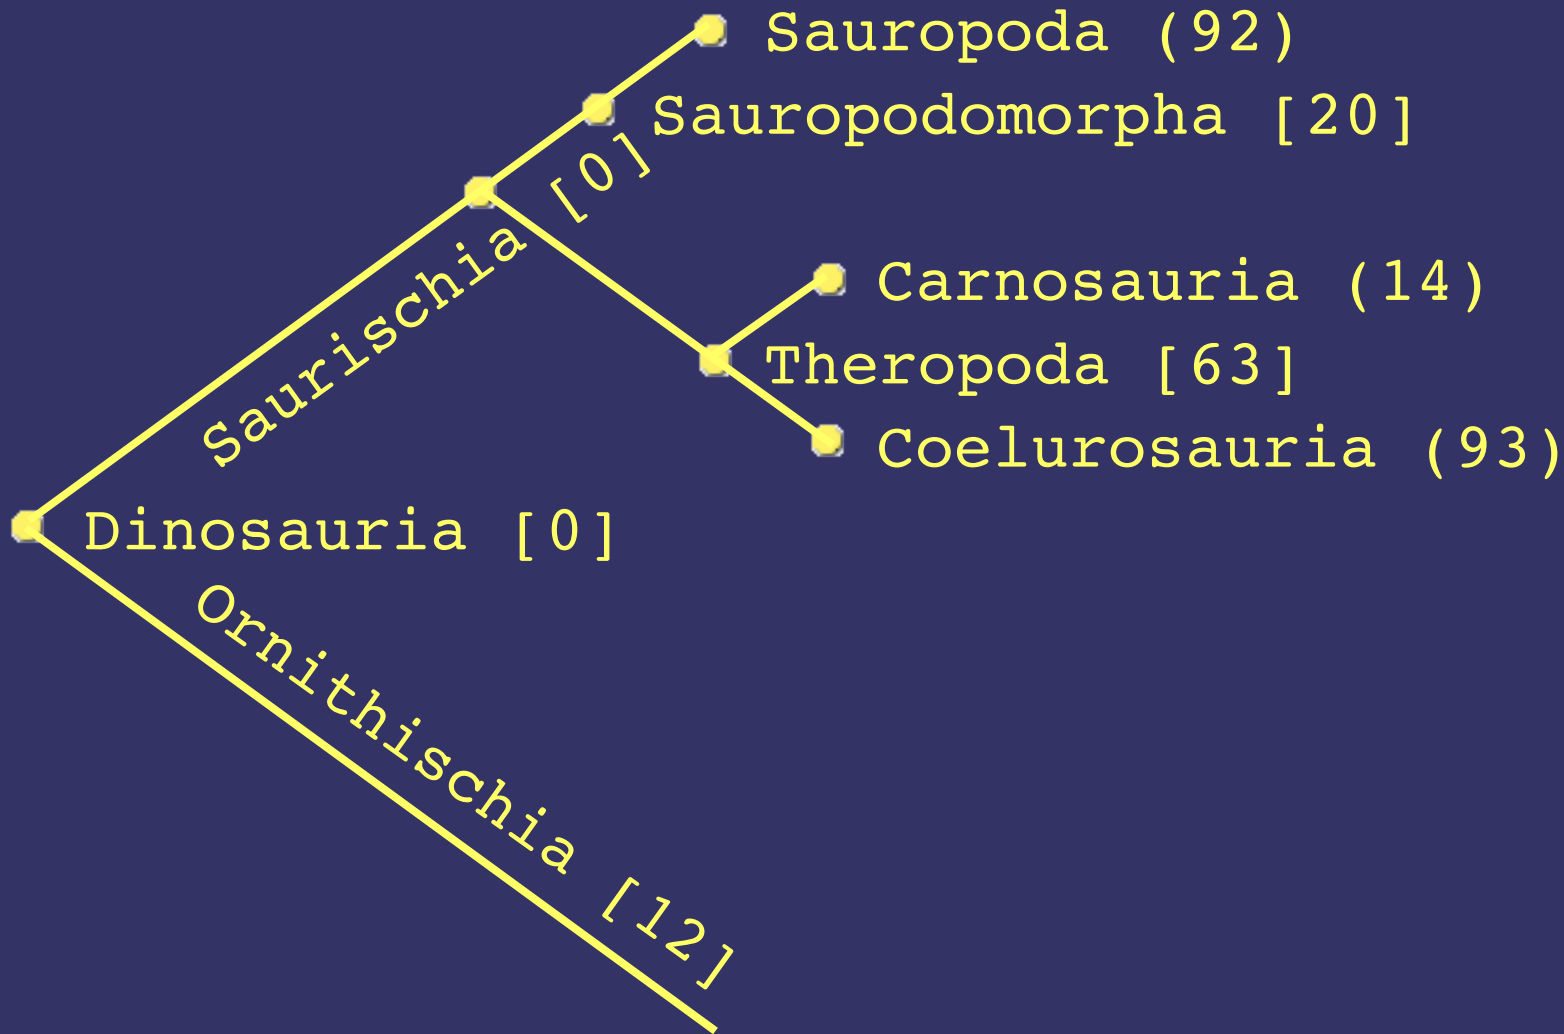 Sauropoda (92)
Sauropodomorpha [20]
Saurischia [0]
Carnosauria (14)
Theropoda [63]
Coelurosauria (93)
Dinosauria [0]
Ornithischia [12]